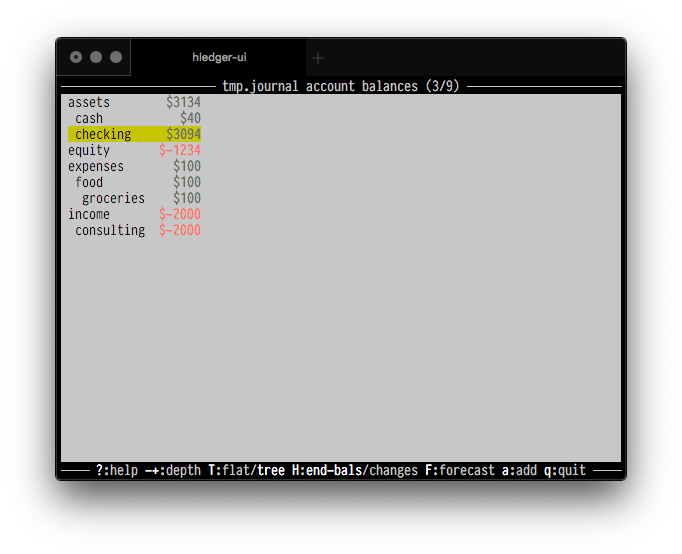 hledger-ui
tmp.journal account balances (3/9)
assets $3134
cash $40
checking $3094
equity $-1234
expenses $100
food $100
groceries $100
income $-2000
consulting $-2000
?:help -+:depth T:flat/tree H:end-bals/changes F:forecast a:add q:quit